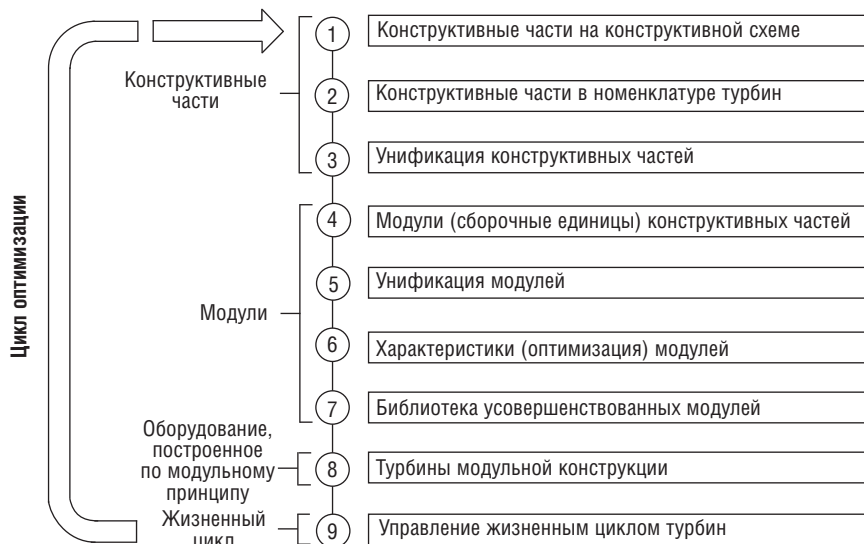 1 Конструктивные части на конструктивной схеме
Конструктивные
части
2 Конструктивные части в номенклатуре турбин
3 Унификация конструктивных частей
Цикл оптимизации
4 Модули (сборочные единицы) конструктивных частей
5 Унификация модулей
Модули
6 Характеристики (оптимизация) модулей
7 Библиотека усовершенствованных модулей
Оборудование,
построенное
по модульному
принципу
8 Турбины модульной конструкции
Жизненный
цикл
9 Управление жизненным циклом турбин